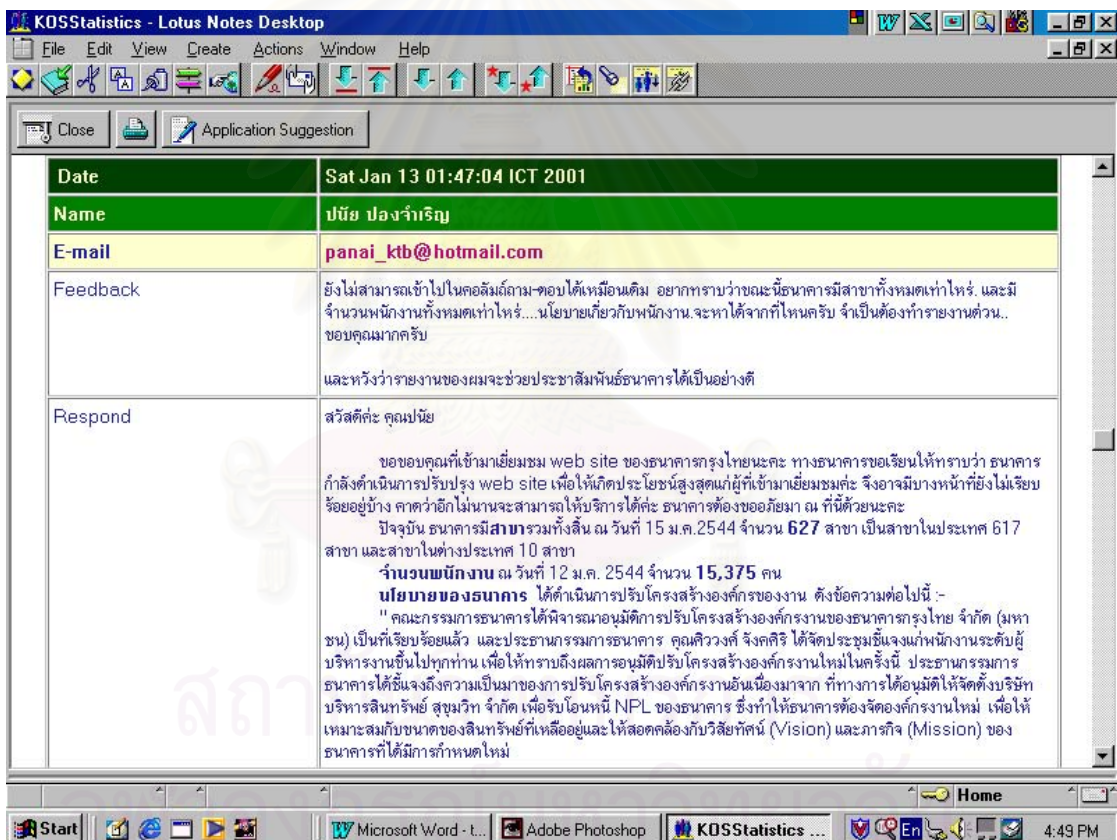 KOSStatistics - Lotus Notes Desktop
File Edit View Create Actions Window Help
Close Application Suggestion
Date Sat Jan 13 01:47:04 ICT 2001
Name ปนัย ปองจำเริญ
E-mail panai_ktb@hotmail.com
Feedback ยังไม่สามารถเข้าไปในคอลัมถ์ถาม-ตอบได้เหมือนเดิม อยากทราบว่าขณะนี้ธนาคารมีสาขาทั้งหมดเท่าไหร่. และมี
จำนวนพนักงานทั้งหมดเท่าไหร่....นโยบายเกี่ยวกับพนักงาน.จะหาได้จากที่ไหนครับ จำเป็นต้องทำรายงานด่วน..
ขอบคุณมากครับ
และหวังว่ารายงานของผมจะช่วยประชาสัมพันธ์ธนาคารได้เป็นอย่างดี
Respond สวัสดีค่ะ คุณปนัย
ขอขอบคุณที่เข้ามาเยี่ยมชม web site ของธนาคารกรุงไทยนะคะ ทางธนาคารขอเรียนให้ทราบว่า ธนาคาร
กำลังดำเนินการปรับปรุง web site เพื่อให้เกิดประโยชน์สูงสุดแก่ผู้ที่เข้ามาเยี่ยมชมค่ะ จึงอาจมีบางหน้าที่ยังไม่เรียบ
ร้อยอยู่บ้าง คาดว่าอีกไม่นานจะสามารถให้บริการได้ค่ะ ธนาคารต้องขออภัยมา ณ ที่นี้ด้วยนะคะ
ปัจจุบัน ธนาคารมีสาขารวมทั้งสิ้น ณ วันที่ 15 ม.ค.2544 จำนวน 627 สาขา เป็นสาขาในประเทศ 617
สาขา และสาขาในต่างประเทศ 10 สาขา
จำนวนพนักงาน ณ วันที่ 12 ม.ค. 2544 จำนวน 15,375 คน
นโยบายของธนาคาร ได้ดำเนินการปรับโครงสร้างองค์กรของงาน ดังข้อความต่อไปนี้ :-
" คณะกรรมการธนาคารได้พิจารณาอนุมัติการปรับโครงสร้างองค์กรงานของธนาคารกรุงไทย จำกัด (มหา
ชน) เป็นที่เรียบร้อยแล้ว และประธานกรรมการธนาคาร คุณศิววงศ์ จังคศิริ ได้จัดประชุมชี้แจงแก่พนักงานระดับผู้
บริหารงานขึ้นไปทุกท่าน เพื่อให้ทราบถึงผลการอนุมัติปรับโครงสร้างองค์กรงานใหม่ในครั้งนี้ ประธานกรรมการ
ธนาคารได้ชี้แจงถึงความเป็นมาของการปรับโครงสร้างองค์กรงานอันเนื่องมาจาก ที่ทางการได้อนุมัติให้จัดตั้งบริษัท
บริหารสินทรัพย์ สุขุมวิท จำกัด เพื่อรับโอนหนี้ NPL ของธนาคาร ซึ่งทำให้ธนาคารต้องจัดองค์กรงานใหม่ เพื่อให้
เหมาะสมกับขนาดของสินทรัพย์ที่เหลืออยู่และให้สอดคล้องกับวิสัยทัศน์ (Vision) และภารกิจ (Mission) ของ
ธนาคารที่ได้มีการกำหนดใหม่
Home
Start Microsoft Word - t... Adobe Photoshop KOSStatistics ... En 4:49 PM